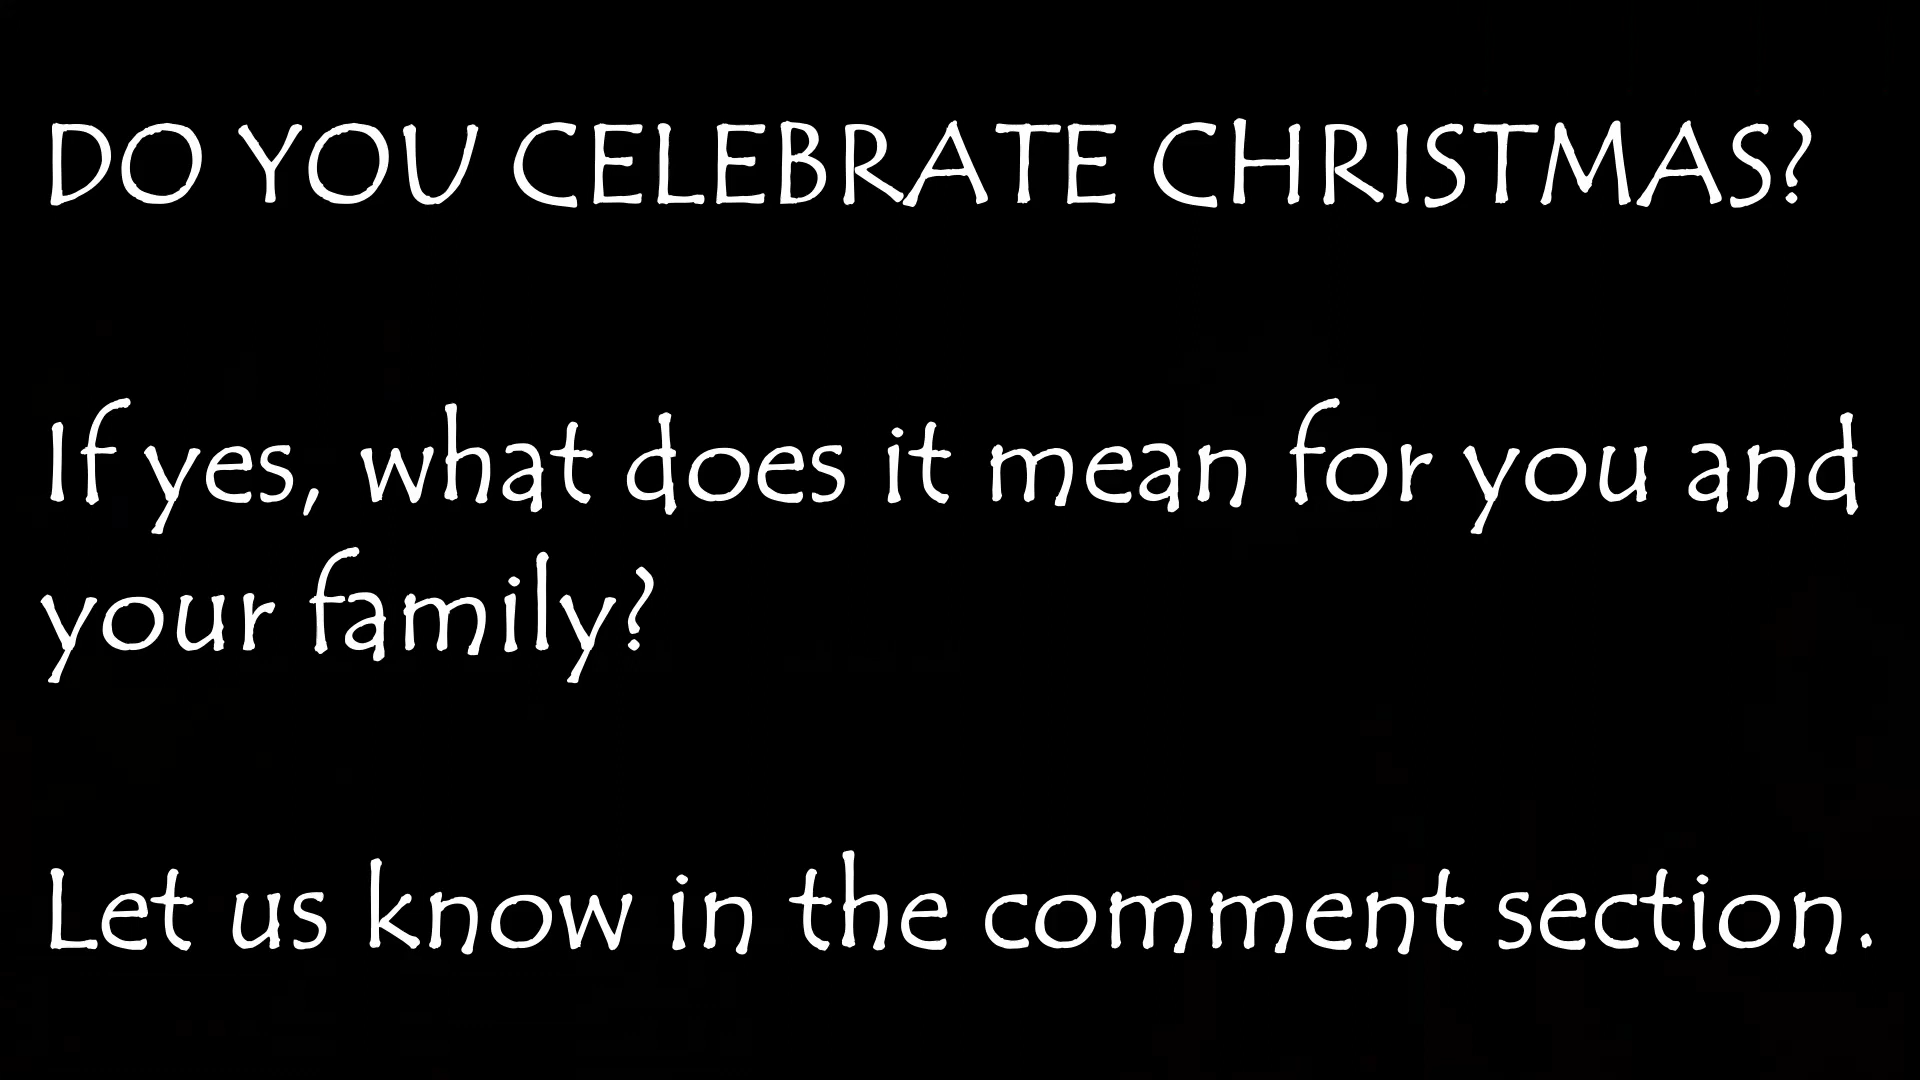 DO YOU CELEBRATE CHRISTMAS?
If yes, what does it mean for you and
your family?
Let us know in the comment section.